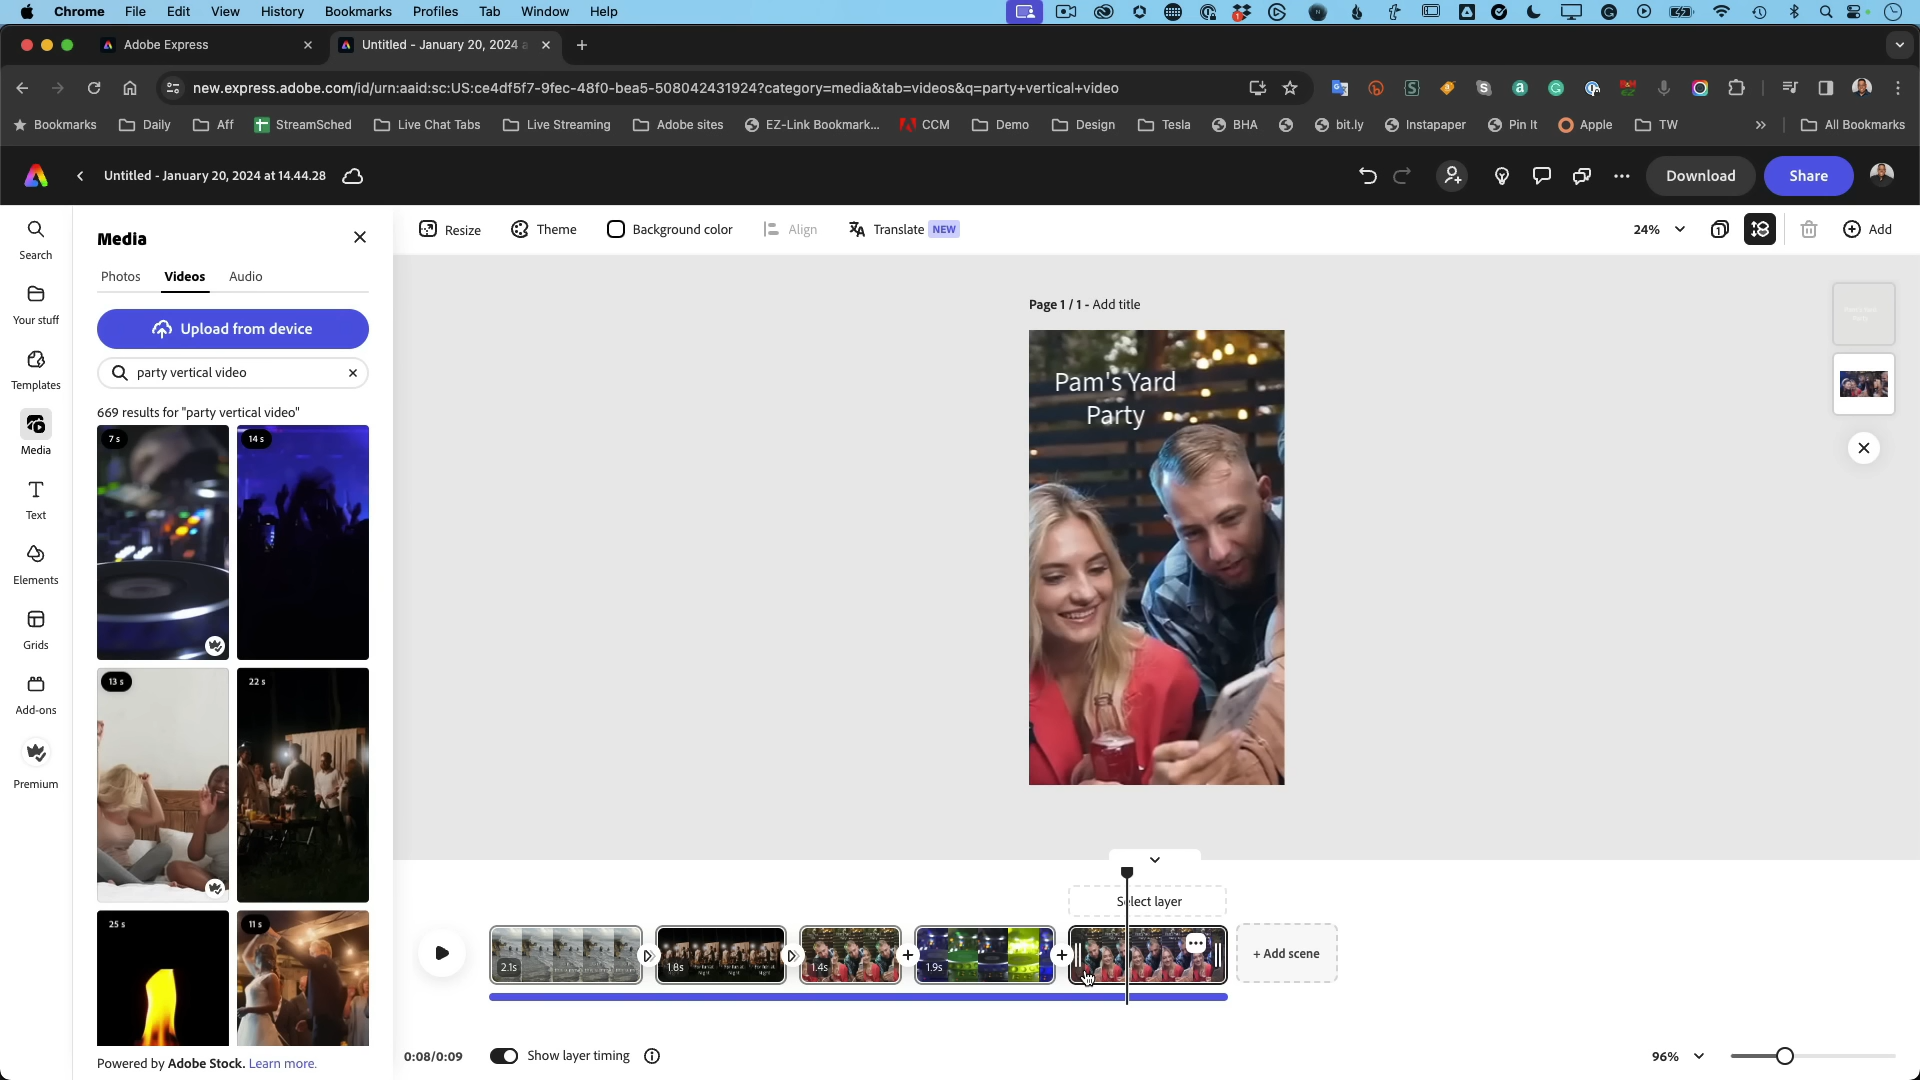 Chrome File Edit View History Bookmarks Profiles Tab Window Help
Adobe Express
Untitled - January 20, 2024 a
new.express.adobe.com/id/urn:aaid:sc:US:ce4df5f7-9fec-48f0-bea5-508042431924?category=media&tab=videos&q=party+vertical+video
Bookmarks Daily Aff StreamSched Live Chat Tabs Live Streaming Adobe sites EZ-Link Bookmark... CCM Demo Design Tesla BHA bit.ly Instapaper Pin It Apple TW » All Bookmarks
Untitled - January 20, 2024 at 14.44.28
Download
Share
Search
Your stuff
Templates
Media
Text
Elements
Grids
Add-ons
Premium
Media
Photos Videos Audio
Upload from device
party vertical video
669 results for "party vertical video"
7 s
14 s
13 s
22 s
25 s
11 s
Powered by Adobe Stock. Learn more.
Resize Theme Background color Align Translate NEW
24%
1
Add
Page 1 / 1 - Add title
Pam's Yard
Party
Select layer
2.1s
1.8s
1.4s
1.9s
+ Add scene
0:08/0:09
Show layer timing
96%